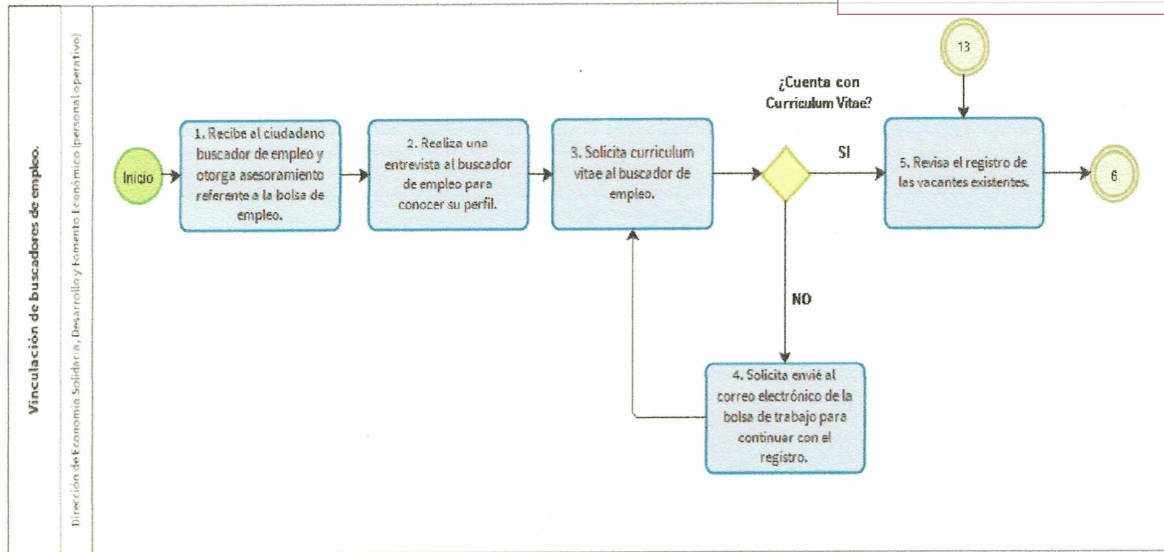 Vinculación de buscadores de empleo.
Dirección de Economía Solidaria, Desarrollo y Fomento Económico (personal operativo)
Inicio
1. Recibe al ciudadano
buscador de empleo y
otorga asesoramiento
referente a la bolsa de
empleo.
2. Realiza una
entrevista al buscador
de empleo para
conocer su perfil.
3. Solicita curriculum
vitae al buscador de
empleo.
¿Cuenta con
Curriculum Vitae?
SI
NO
4. Solicita envié al
correo electrónico de la
bolsa de trabajo para
continuar con el
registro.
13
5. Revisa el registro de
las vacantes existentes.
6